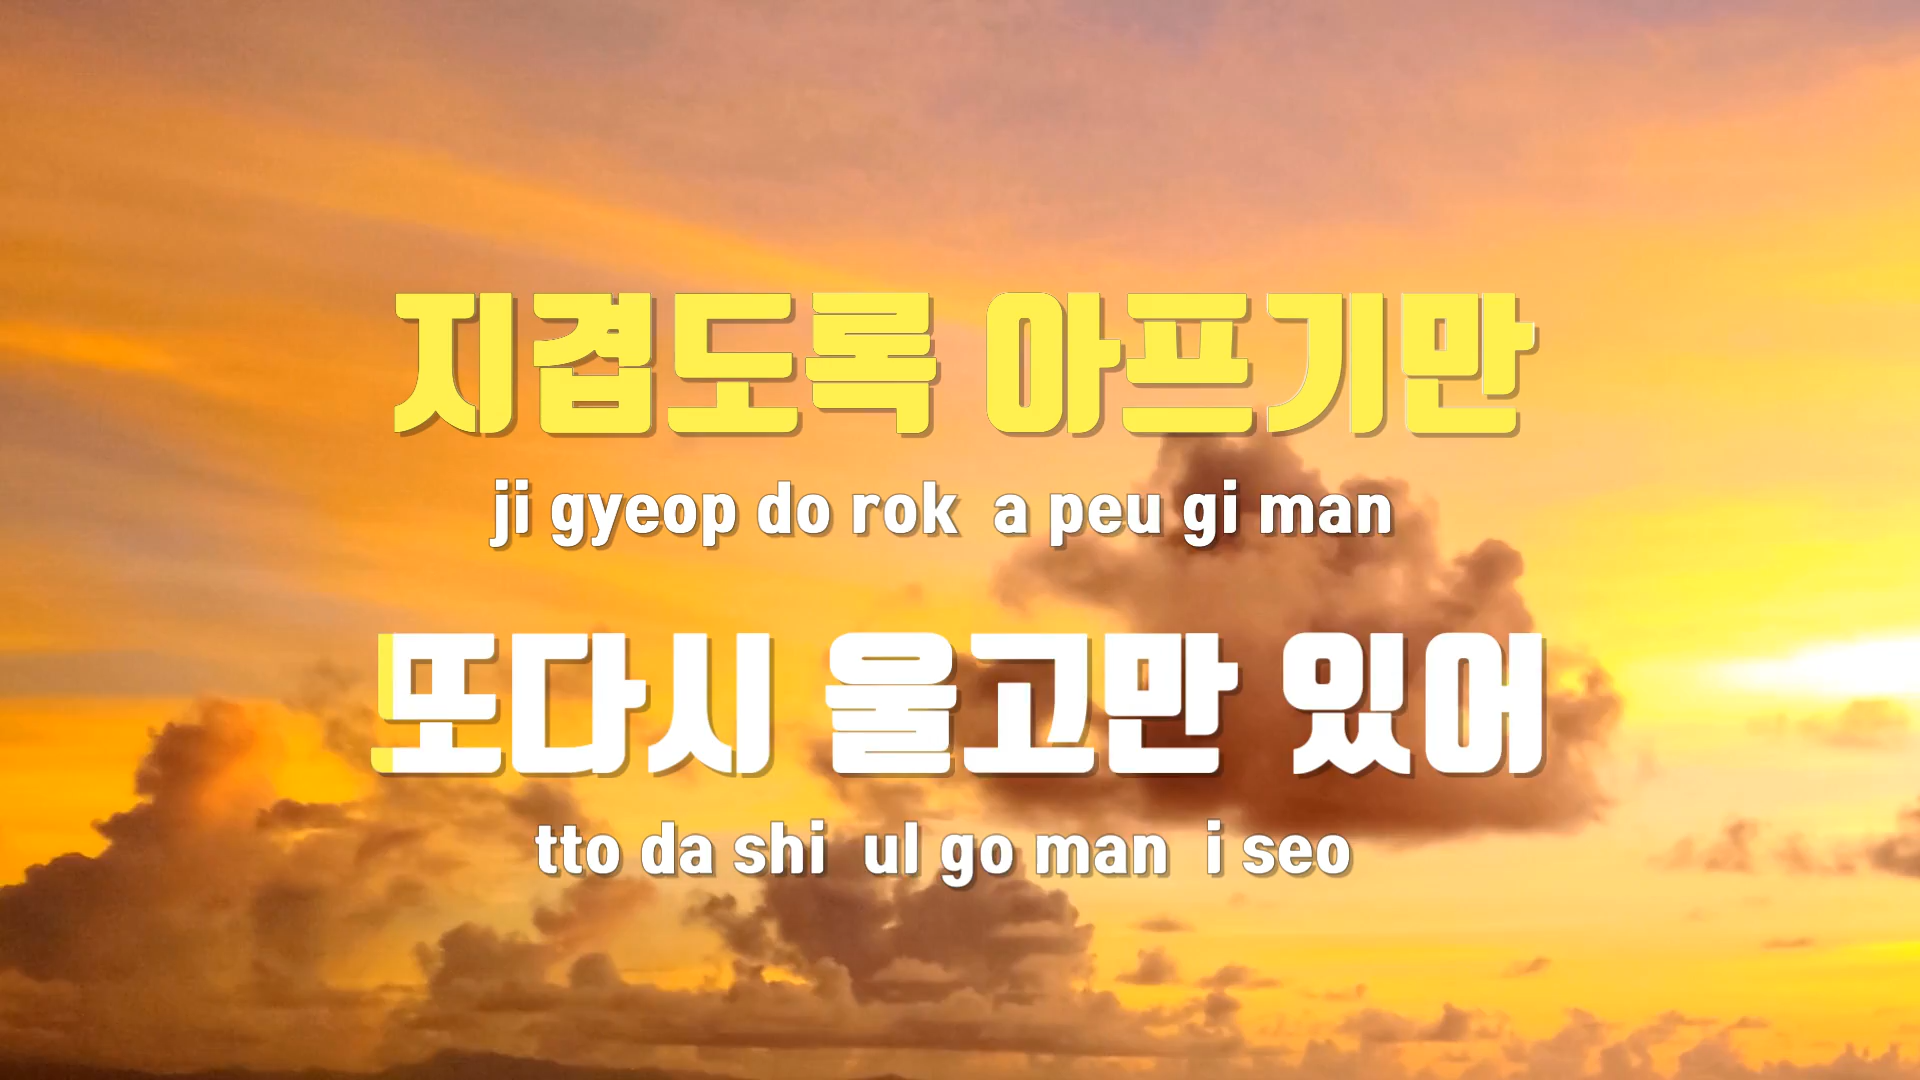 지겹도록 아프기만
ji gyeop do rok  a peu gi man
또다시 울고만 있어
tto da shi  ul go man  i seo